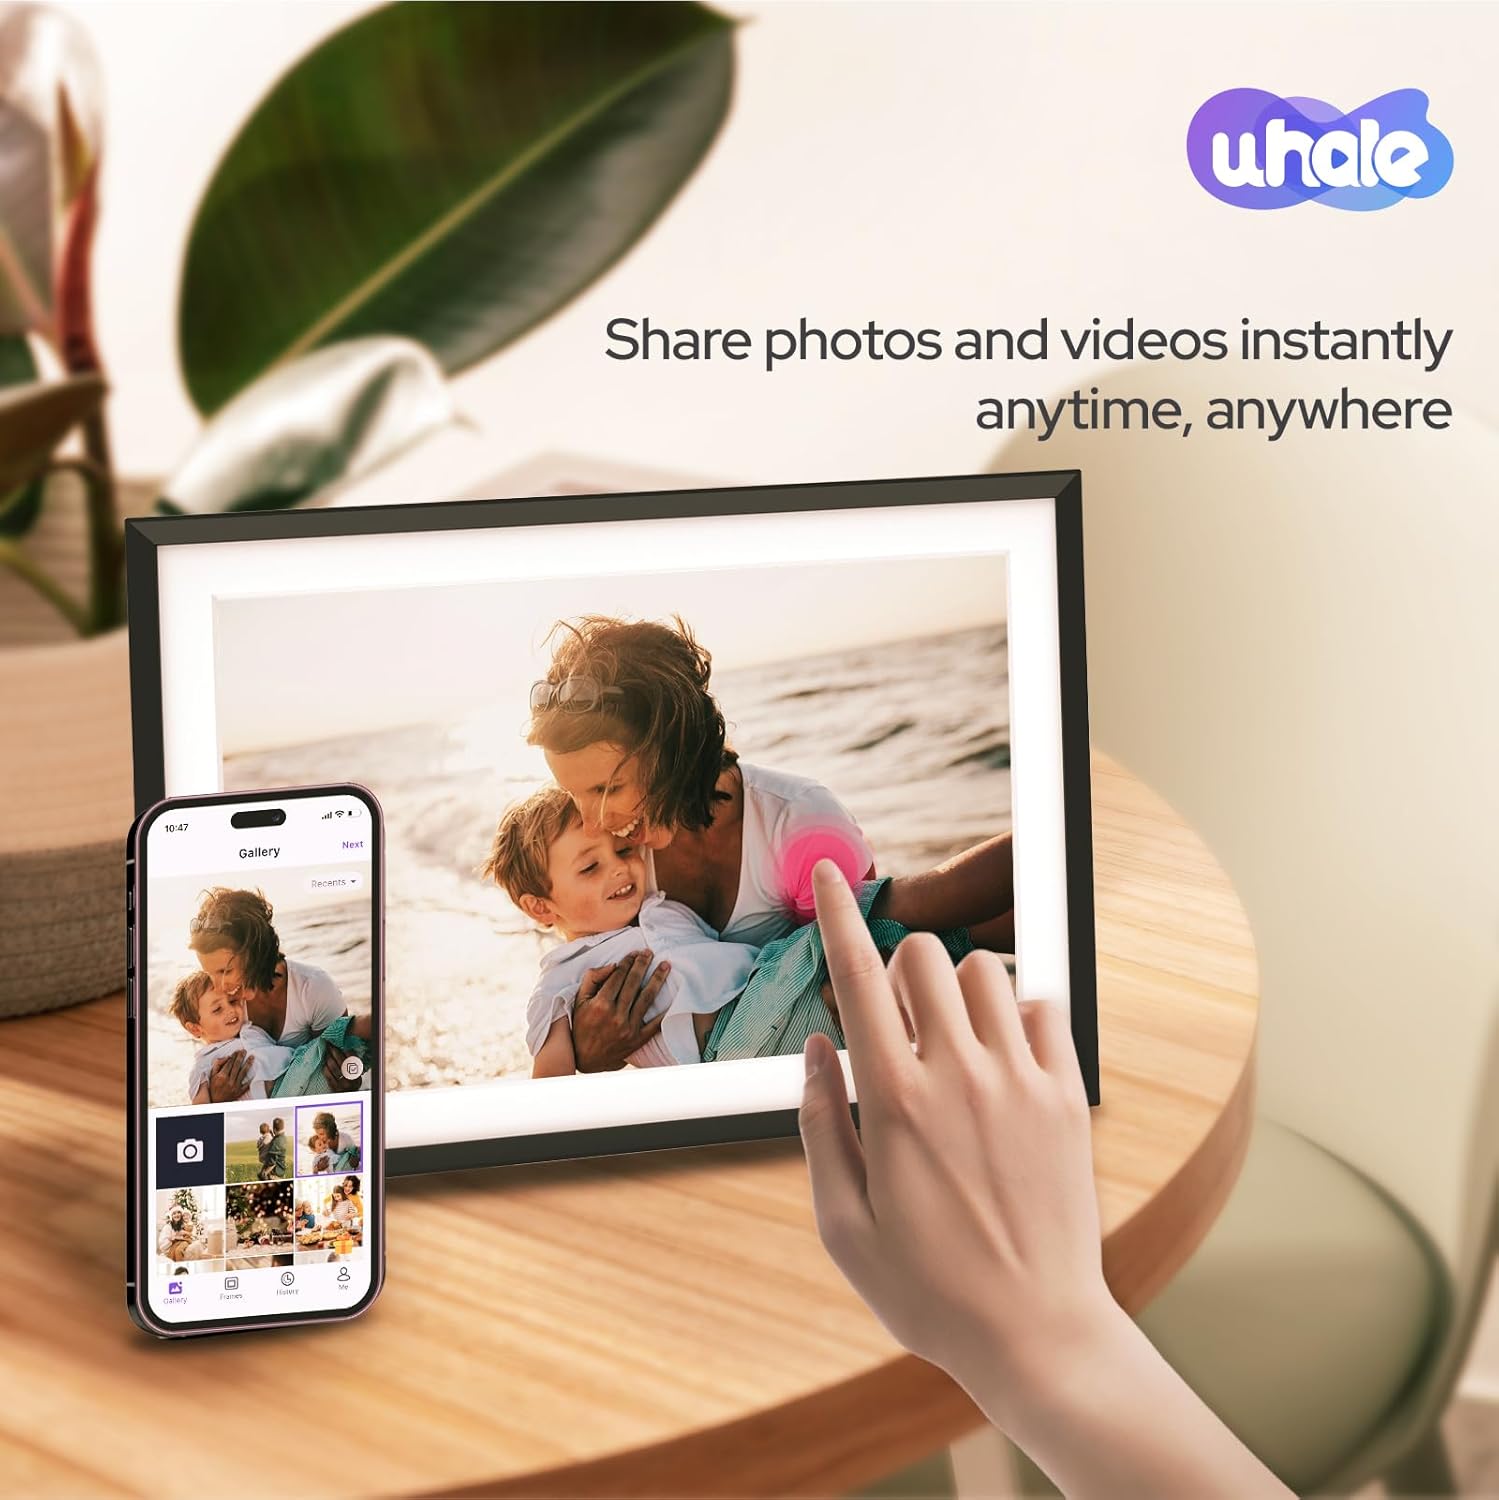 whale
Share photos and videos instantly
anytime, anywhere
10:47
Gallery
Next
Recents
Gallery
Frames
History
Me